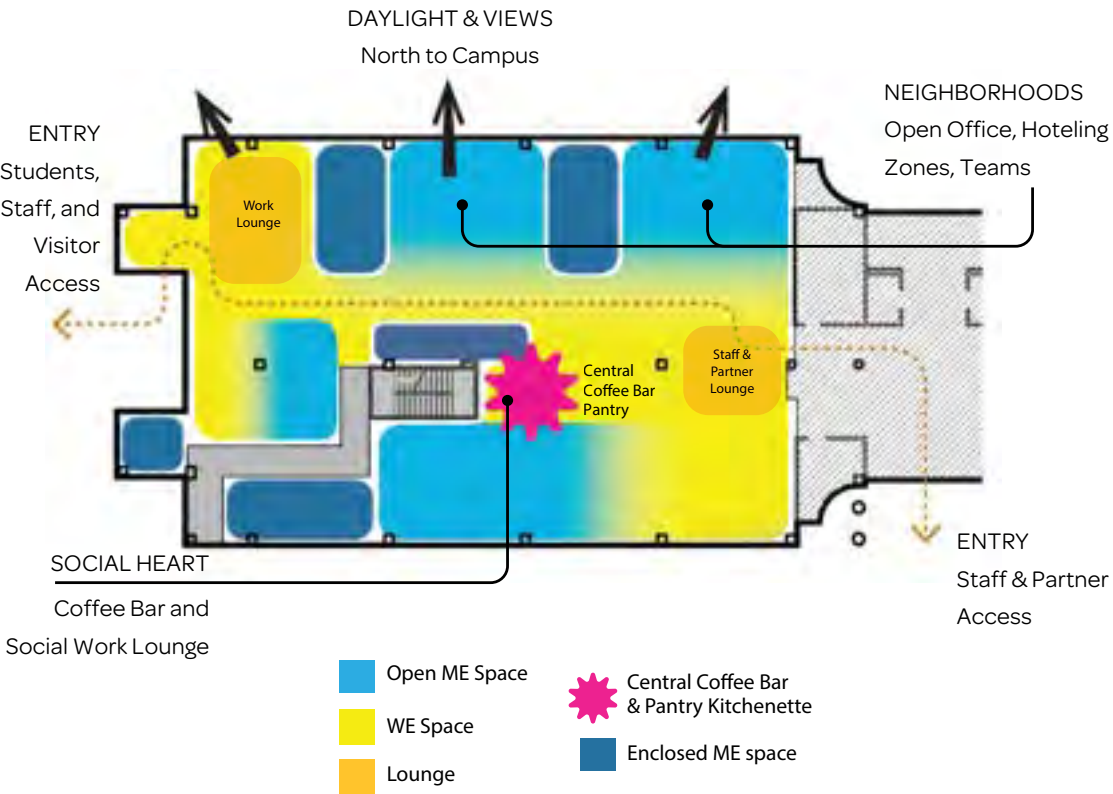 DAYLIGHT & VIEWS
North to Campus
NEIGHBORHOODS
Open Office, Hoteling
Zones, Teams
ENTRY
Students,
Staff, and
Visitor
Access
Work
Lounge
Staff &
Partner
Lounge
Central
Coffee Bar
Pantry
SOCIAL HEART
Coffee Bar and
Social Work Lounge
ENTRY
Staff & Partner
Access
Open ME Space
WE Space
Lounge
Central Coffee Bar
& Pantry Kitchenette
Enclosed ME space